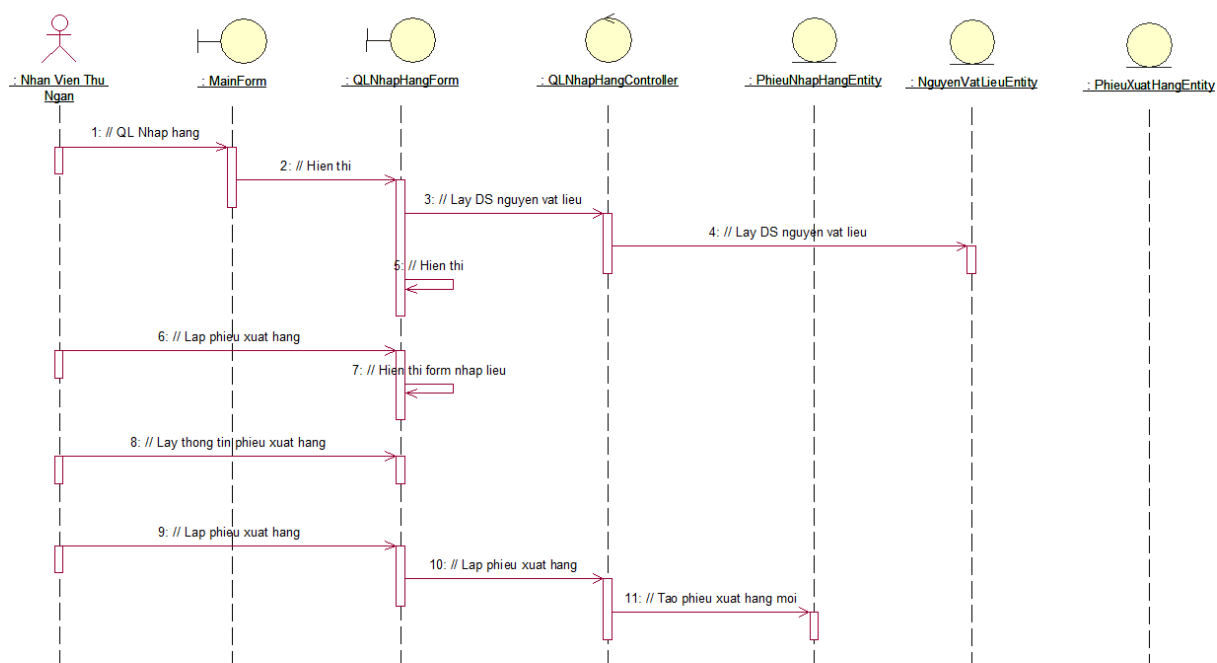 : Nhan Vien Thu
Ngan
: MainForm
: QLNhapHangForm
: QLNhapHangController
: PhieuNhapHangEntity
: NguyenVatLieuEntity
: PhieuXuatHangEntity
1: // QL Nhap hang
2: // Hien thi
3: // Lay DS nguyen vat lieu
4: // Lay DS nguyen vat lieu
5: // Hien thi
6: // Lap phieu xuat hang
7: // Hien thi form nhap lieu
8: // Lay thong tin phieu xuat hang
9: // Lap phieu xuat hang
10: // Lap phieu xuat hang
11: // Tao phieu xuat hang moi